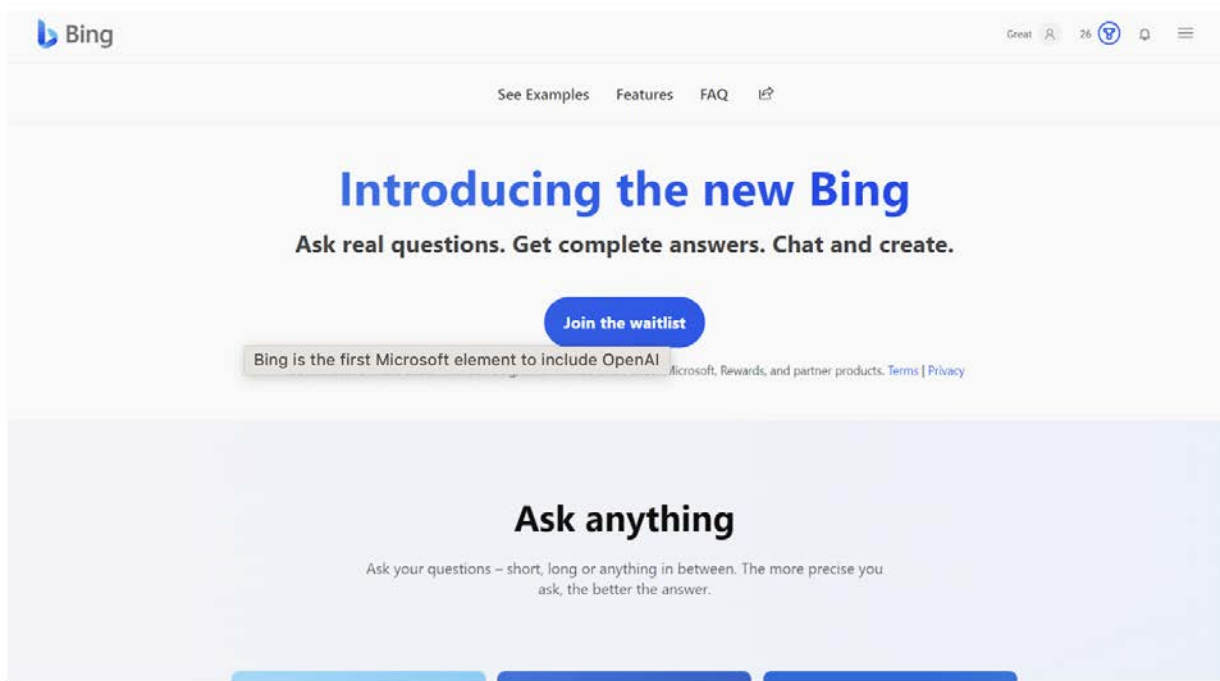 Bing
Great 26
See Examples Features FAQ
Introducing the new Bing
Ask real questions. Get complete answers. Chat and create.
Join the waitlist
Bing is the first Microsoft element to include OpenAI
Microsoft, Rewards, and partner products. Terms | Privacy
Ask anything
Ask your questions – short, long or anything in between. The more precise you
ask, the better the answer.